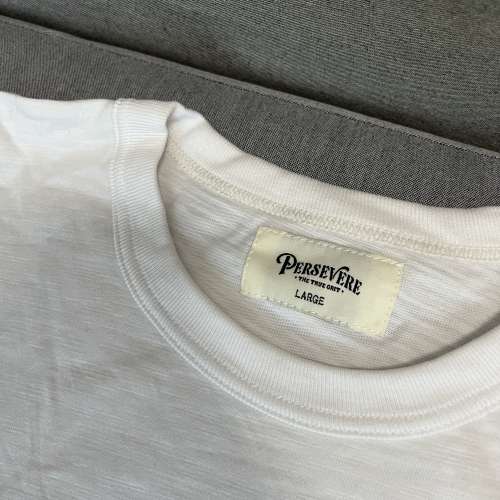 PERSEVERE
• THE TRUE GRIT •
LARGE